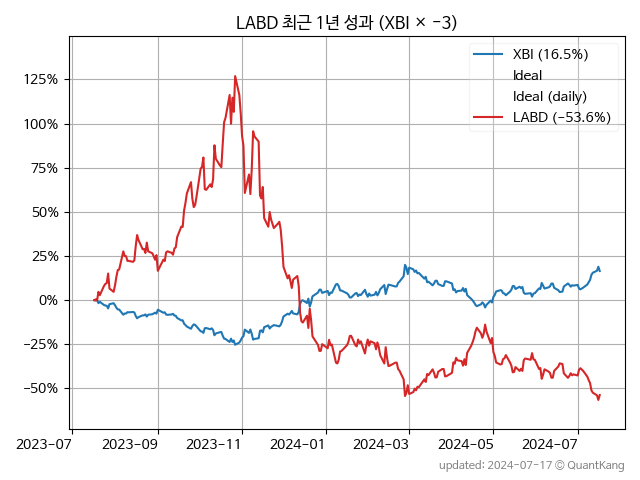 LABD 최근 1년 성과 (XBI × -3)
XBI (16.5%)
Ideal
Ideal (daily)
LABD (-53.6%)
125%
100%
75%
50%
25%
0%
-25%
-50%
2023-07 2023-09 2023-11 2024-01 2024-03 2024-05 2024-07
updated: 2024-07-17 © QuantKang